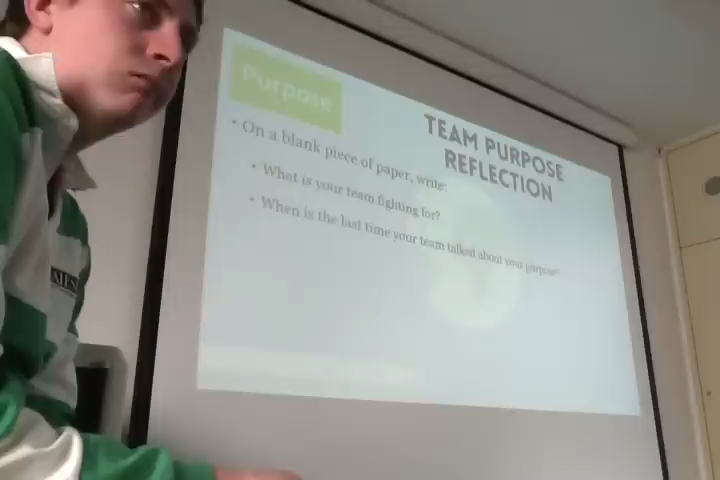 Purpose
TEAM PURPOSE
REFLECTION
• On a blank piece of paper, write:
• What is your team fighting for?
• When is the last time your team talked about your purpose?